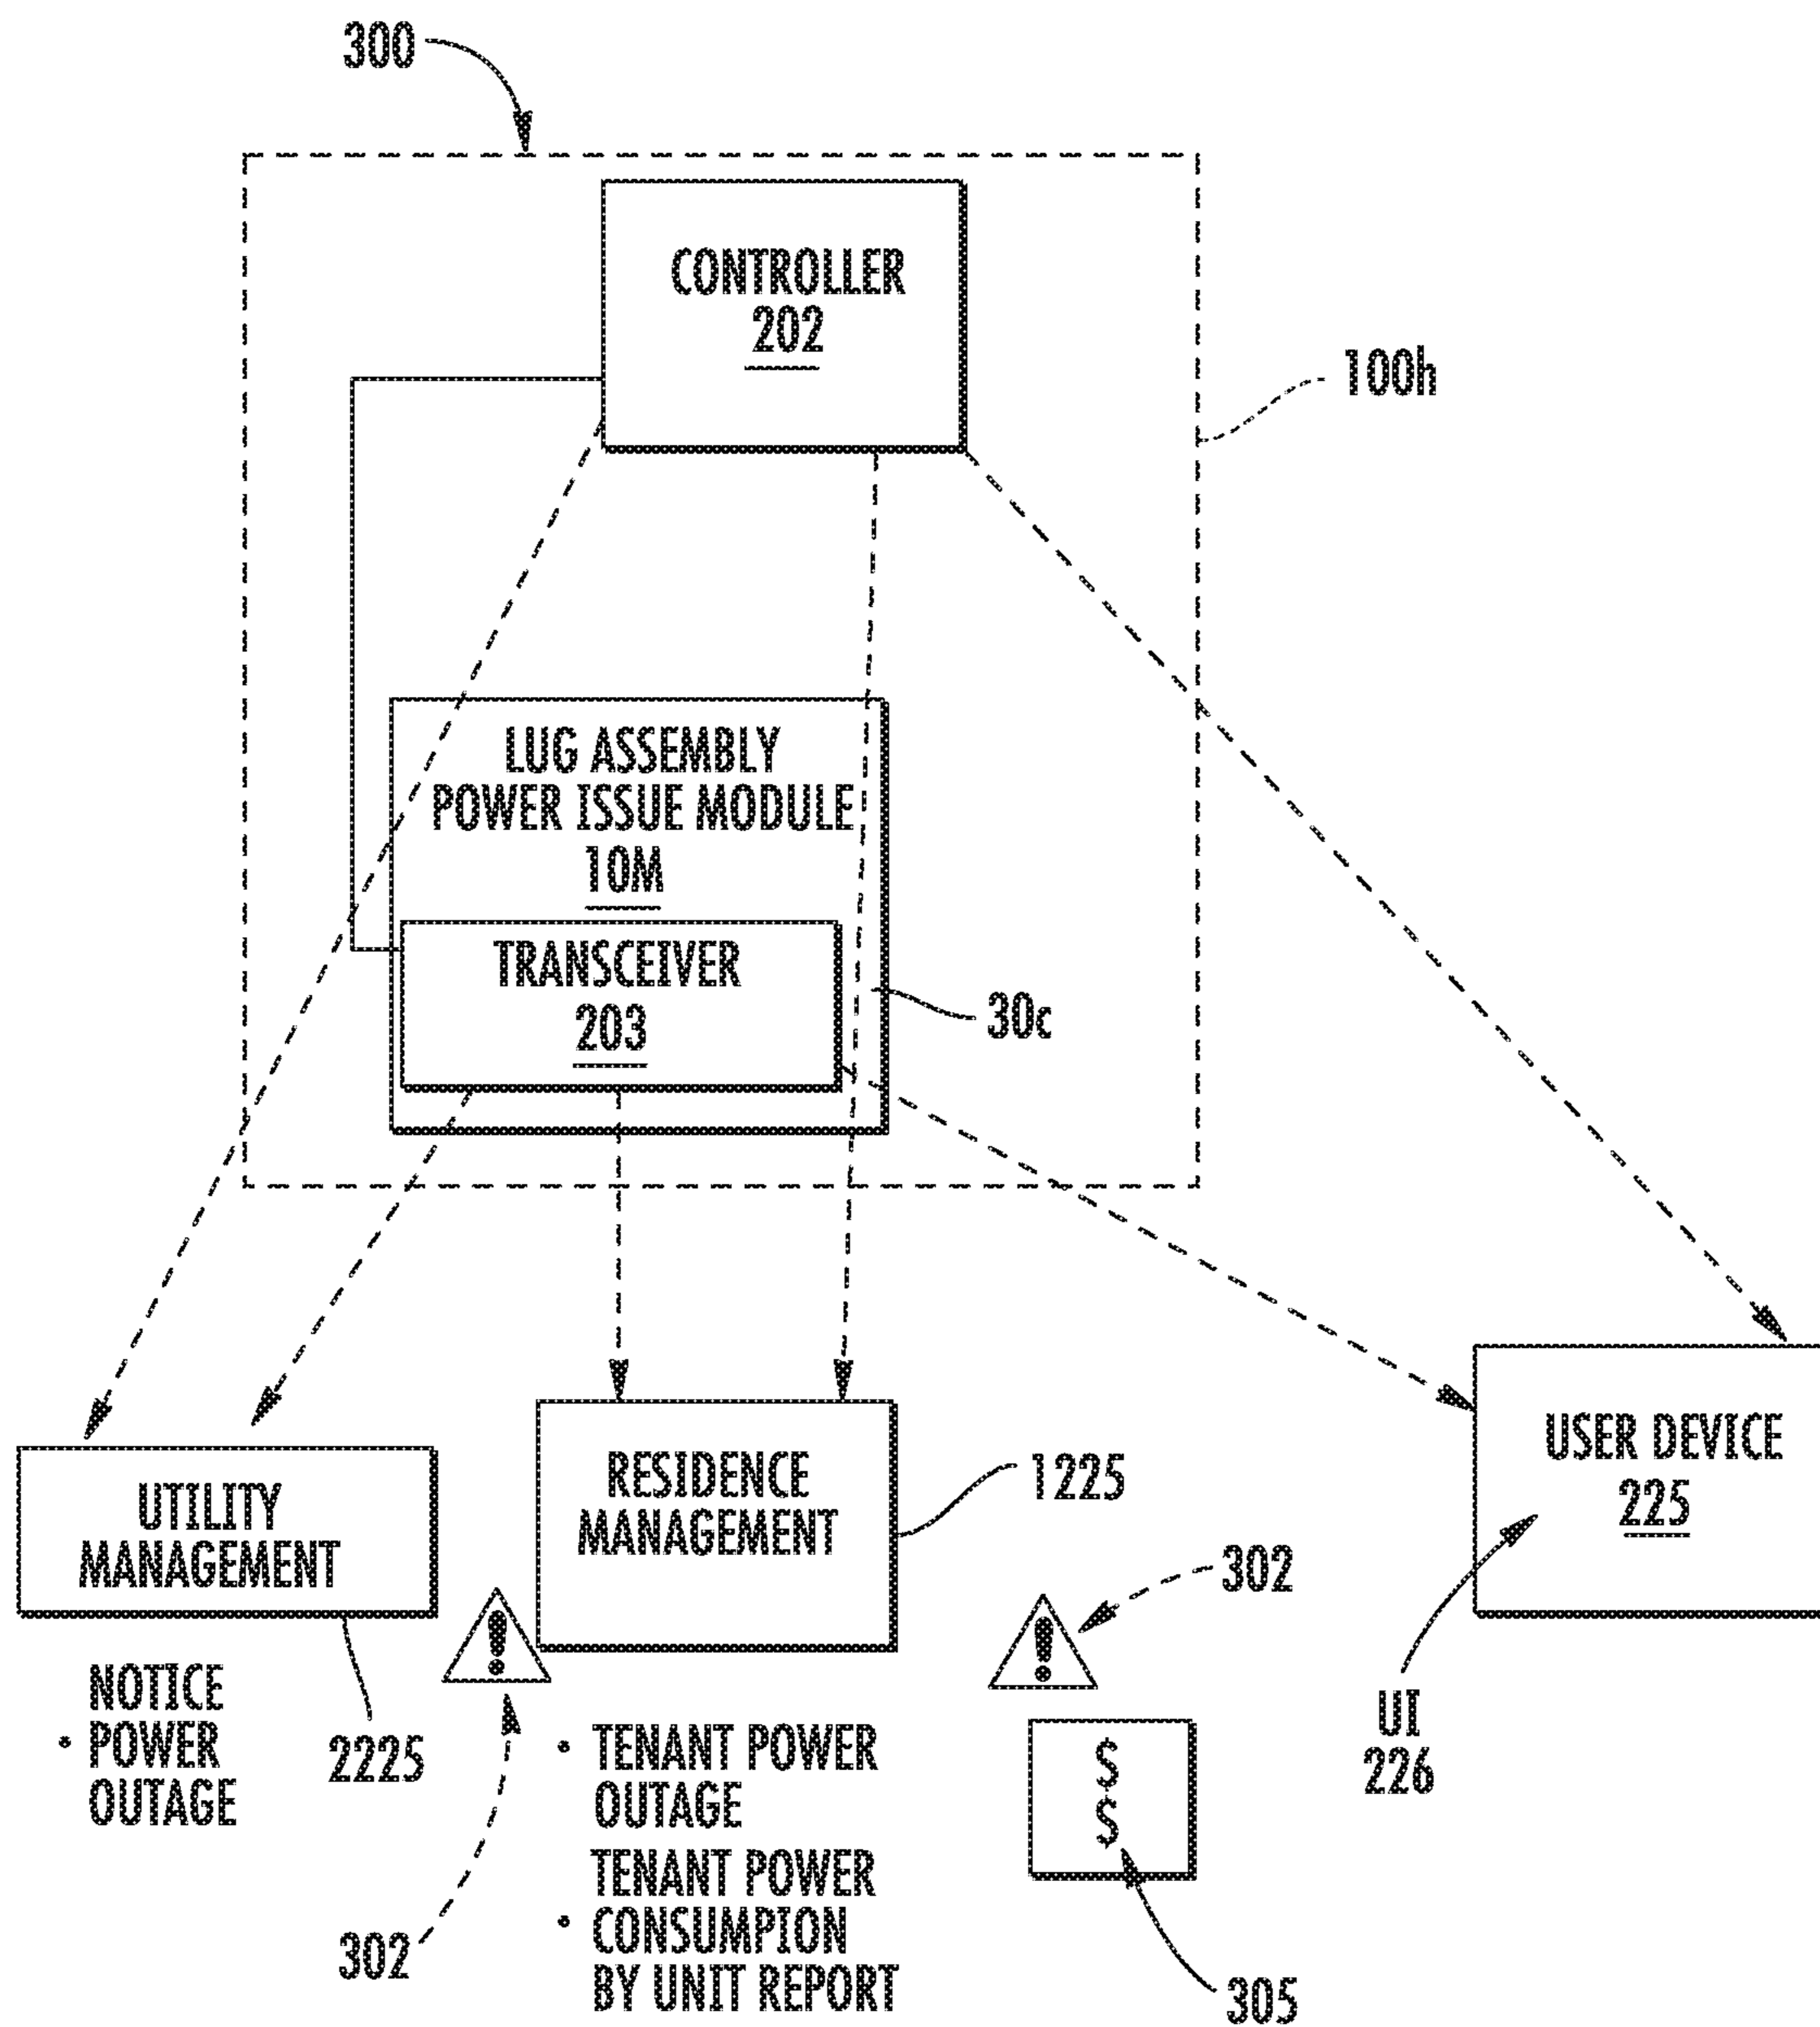 300
CONTROLLER
202
100h
LUG ASSEMBLY
POWER ISSUE MODULE
10M
TRANSCEIVER
203
30c
UTILITY
MANAGEMENT
2225
RESIDENCE
MANAGEMENT
1225
USER DEVICE
225
UI
226
302
• NOTICE
POWER
OUTAGE
302
• TENANT POWER
OUTAGE
• TENANT POWER
CONSUMPION
BY UNIT REPORT
$
$
305